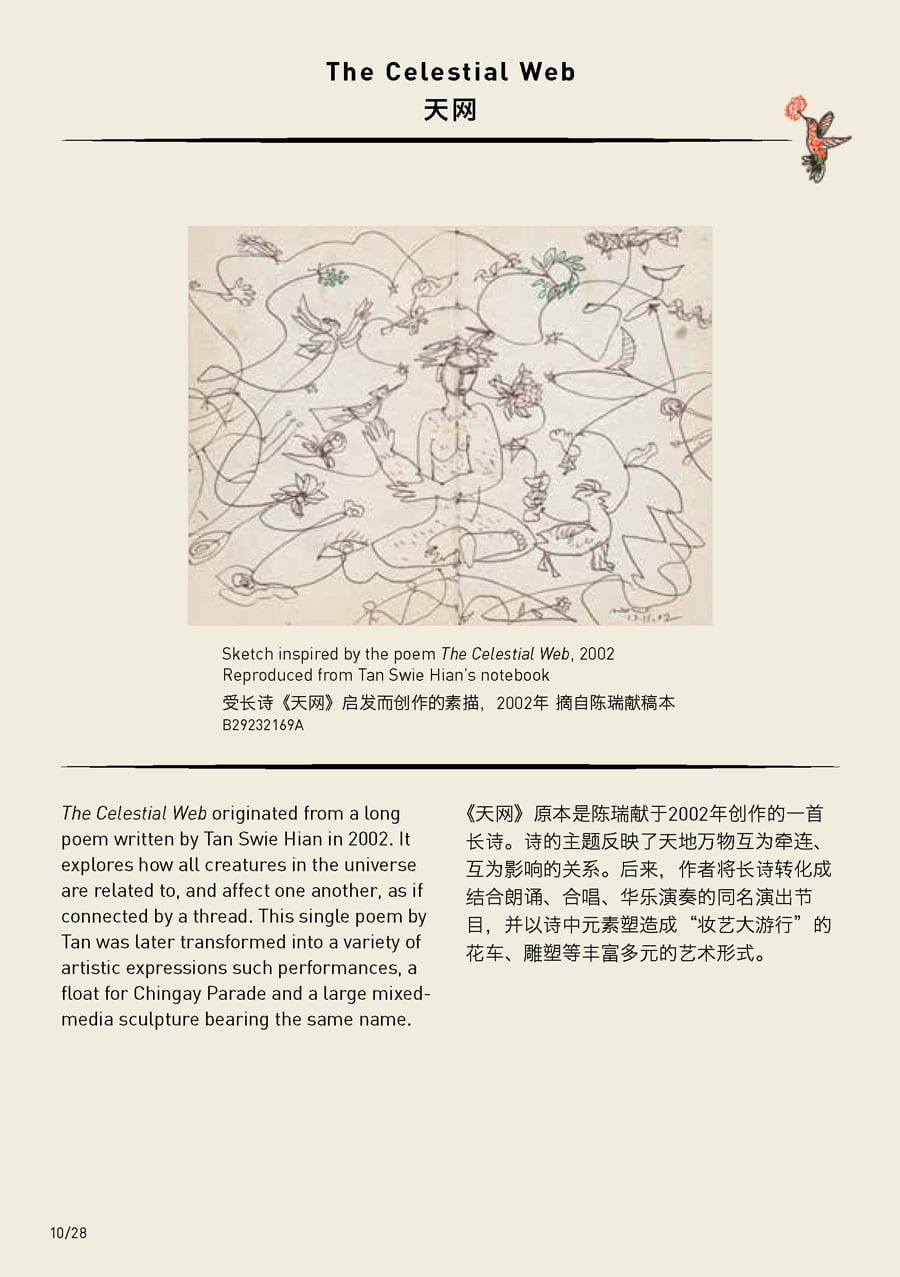 The Celestial Web
天网
Sketch inspired by the poem The Celestial Web, 2002
Reproduced from Tan Swie Hian's notebook
受长诗《天网》启发而创作的素描，2002年 摘自陈瑞献稿本
B29232169A
The Celestial Web originated from a long
poem written by Tan Swie Hian in 2002. It
explores how all creatures in the universe
are related to, and affect one another, as if
connected by a thread. This single poem by
Tan was later transformed into a variety of
artistic expressions such performances, a
float for Chingay Parade and a large mixed-
media sculpture bearing the same name.
《天网》原本是陈瑞献于2002年创作的一首
长诗。诗的主题反映了天地万物互为牵连、
互为影响的关系。后来，作者将长诗转化成
结合朗诵、合唱、华乐演奏的同名演出节
目，并以诗中元素塑造成“妆艺大游行”的
花车、雕塑等丰富多元的艺术形式。
10/28